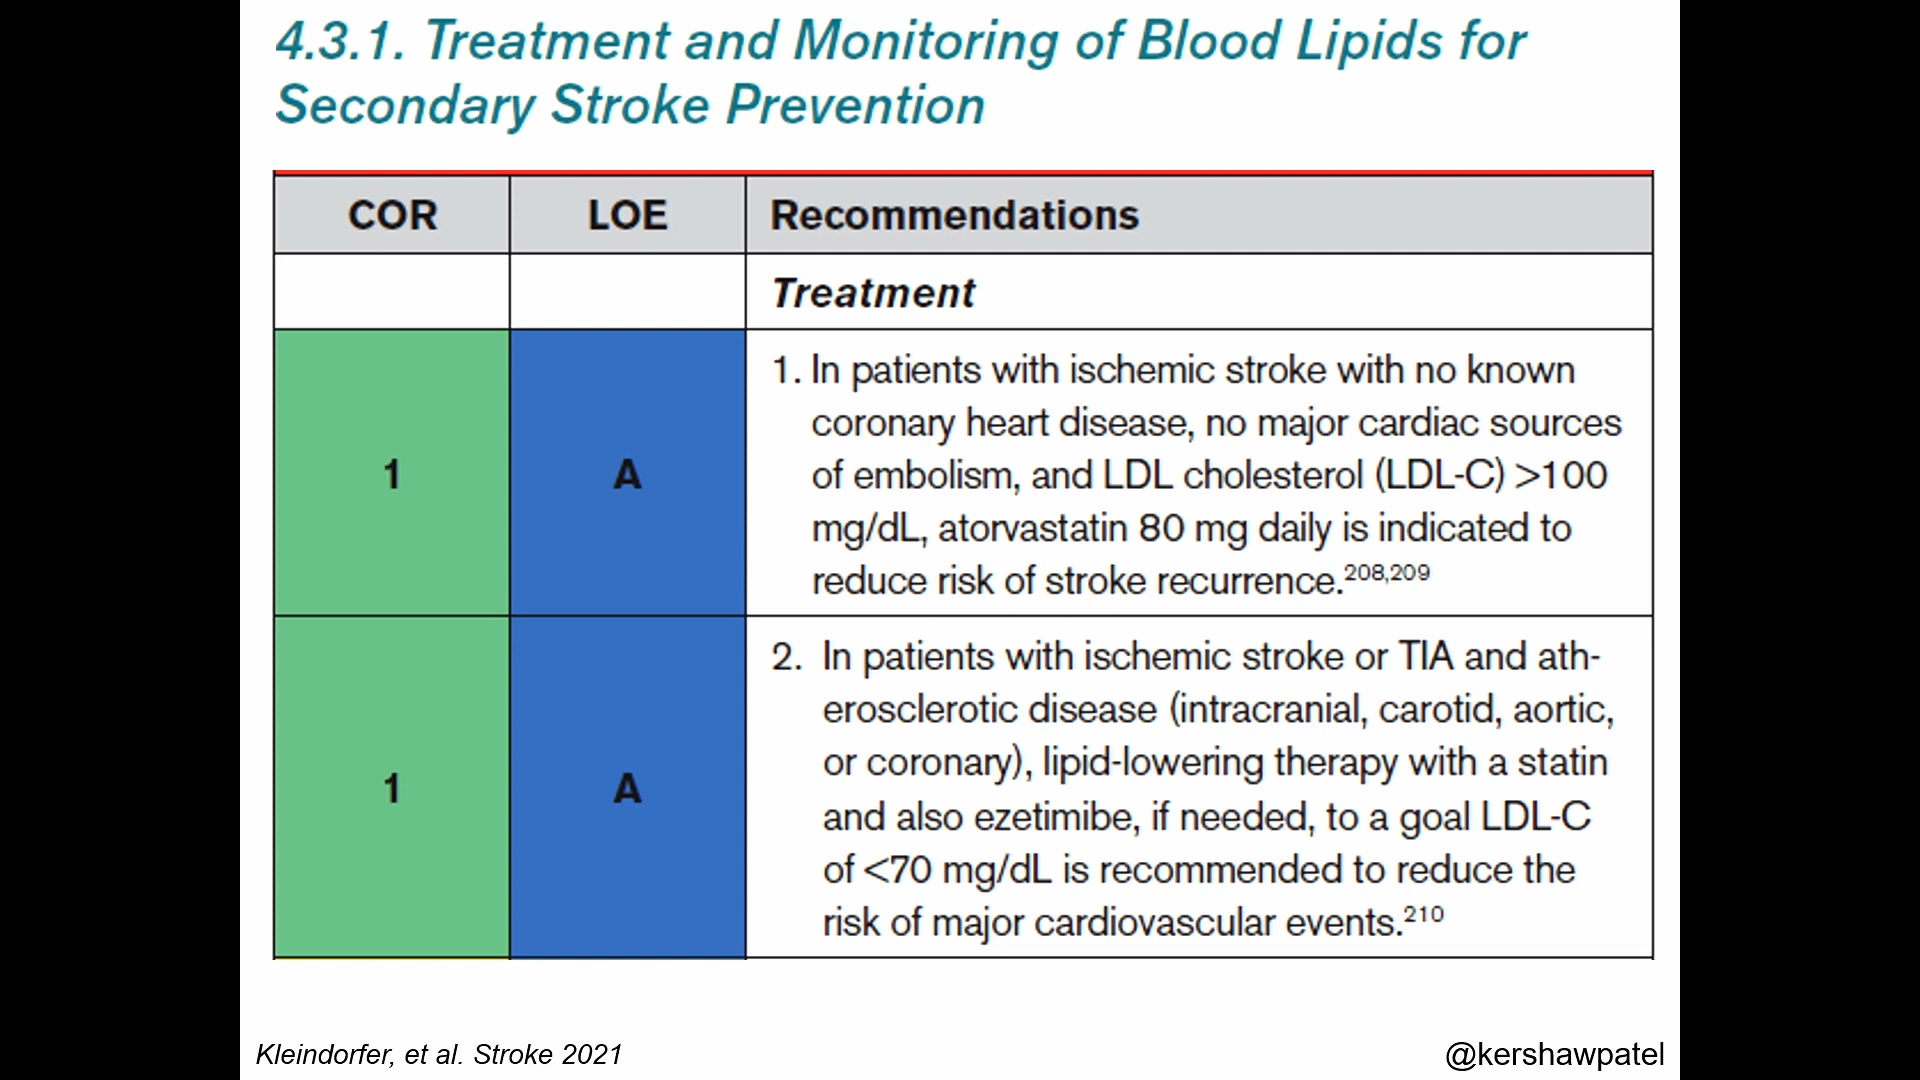 4.3.1. Treatment and Monitoring of Blood Lipids for
Secondary Stroke Prevention
COR LOE Recommendations
Treatment
1 A
1. In patients with ischemic stroke with no known
coronary heart disease, no major cardiac sources
of embolism, and LDL cholesterol (LDL-C) >100
mg/dL, atorvastatin 80 mg daily is indicated to
reduce risk of stroke recurrence.208,209
1 A
2. In patients with ischemic stroke or TIA and ath-
erosclerotic disease (intracranial, carotid, aortic,
or coronary), lipid-lowering therapy with a statin
and also ezetimibe, if needed, to a goal LDL-C
of <70 mg/dL is recommended to reduce the
risk of major cardiovascular events.210
Kleindorfer, et al. Stroke 2021
@kershawpatel